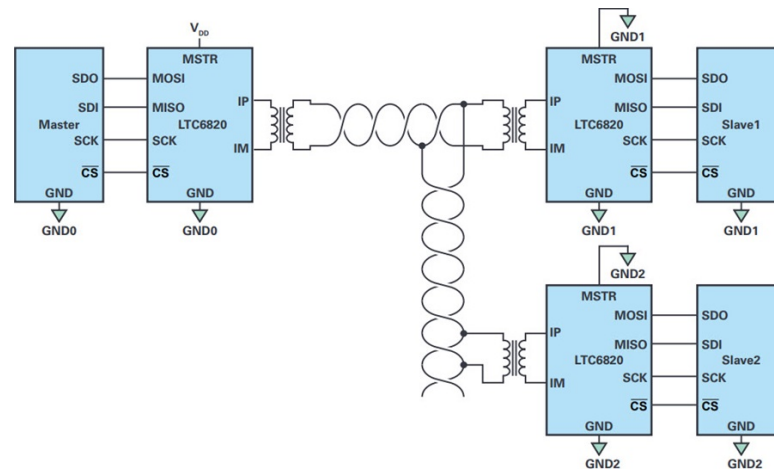 V_DD
MSTR
SDO
MOSI
SDI
MISO
IP
Master
LTC6820
SCK
SCK
IM
CS
CS
GND
GND
GND0
GND0
GND1
MSTR
MOSI
SDO
IP
MISO
SDI
LTC6820
Slave1
SCK
SCK
IM
CS
CS
GND
GND
GND1
GND1
GND2
MSTR
MOSI
SDO
IP
MISO
SDI
LTC6820
Slave2
SCK
SCK
IM
CS
CS
GND
GND
GND2
GND2